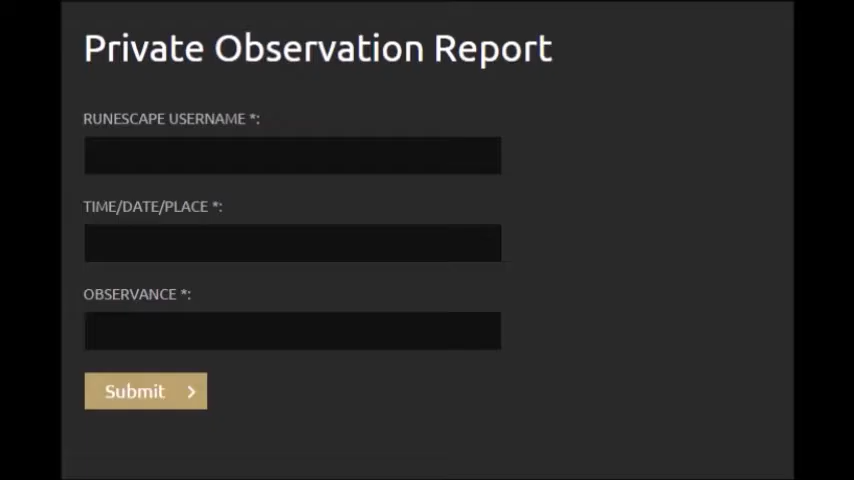 Private Observation Report
RUNESCAPE USERNAME *:
TIME/DATE/PLACE *:
OBSERVANCE *:
Submit